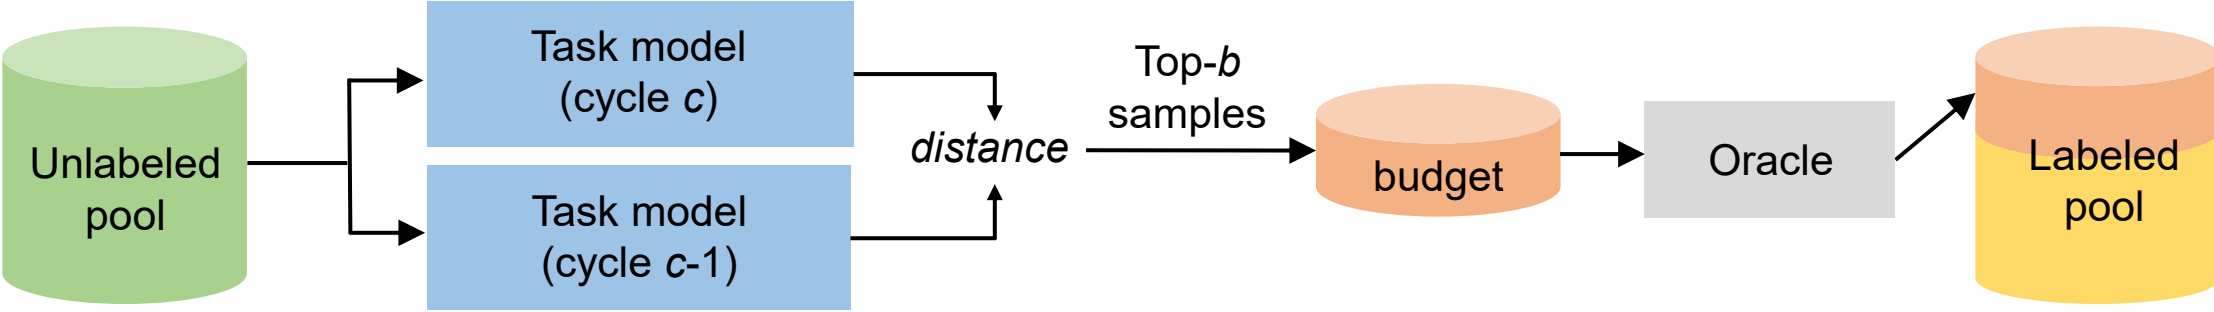 Unlabeled
pool
Task model
(cycle c)
Task model
(cycle c-1)
distance
Top-b
samples
budget
Oracle
Labeled
pool